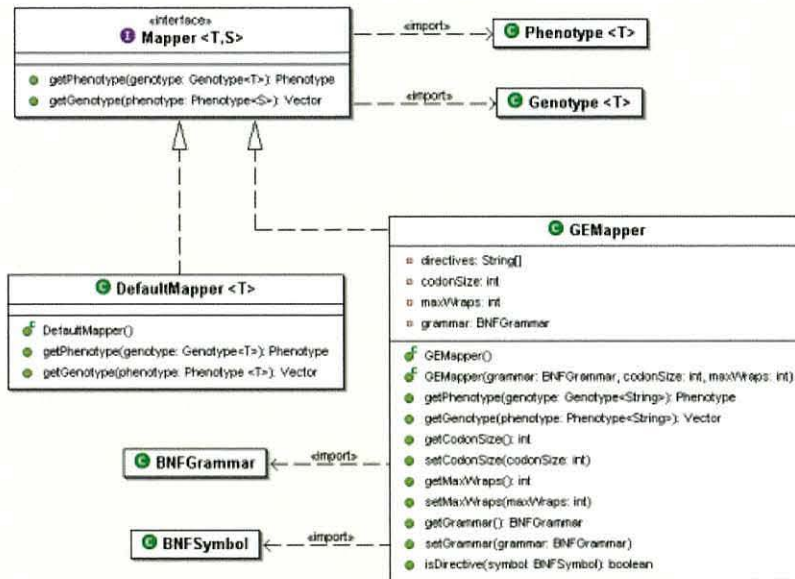 «interface»
I Mapper <T,S>
getPhenotype(genotype: Genotype<T>): Phenotype
getGenotype(phenotype: Phenotype<S>): Vector
«import»
C Phenotype <T>
«import»
C Genotype <T>
C GEMapper
directives: String[]
codonSize: int
maxWraps: int
grammar: BNFGrammar
C GEMapper()
C GEMapper(grammar: BNFGrammar, codonSize: int, maxWraps: int)
getPhenotype(genotype: Genotype<String>): Phenotype
getGenotype(phenotype: Phenotype<String>): Vector
getCodonSize(): int
setCodonSize(codonSize: int)
getMaxWraps(): int
setMaxWraps(maxWraps: int)
getGrammar(): BNFGrammar
setGrammar(grammar: BNFGrammar)
isDirective(symbol: BNFSymbol): boolean
C DefaultMapper <T>
C DefaultMapper()
getPhenotype(genotype: Genotype<T>): Phenotype
getGenotype(phenotype: Phenotype <T>): Vector
C BNFGrammar
«import»
C BNFSymbol
«import»